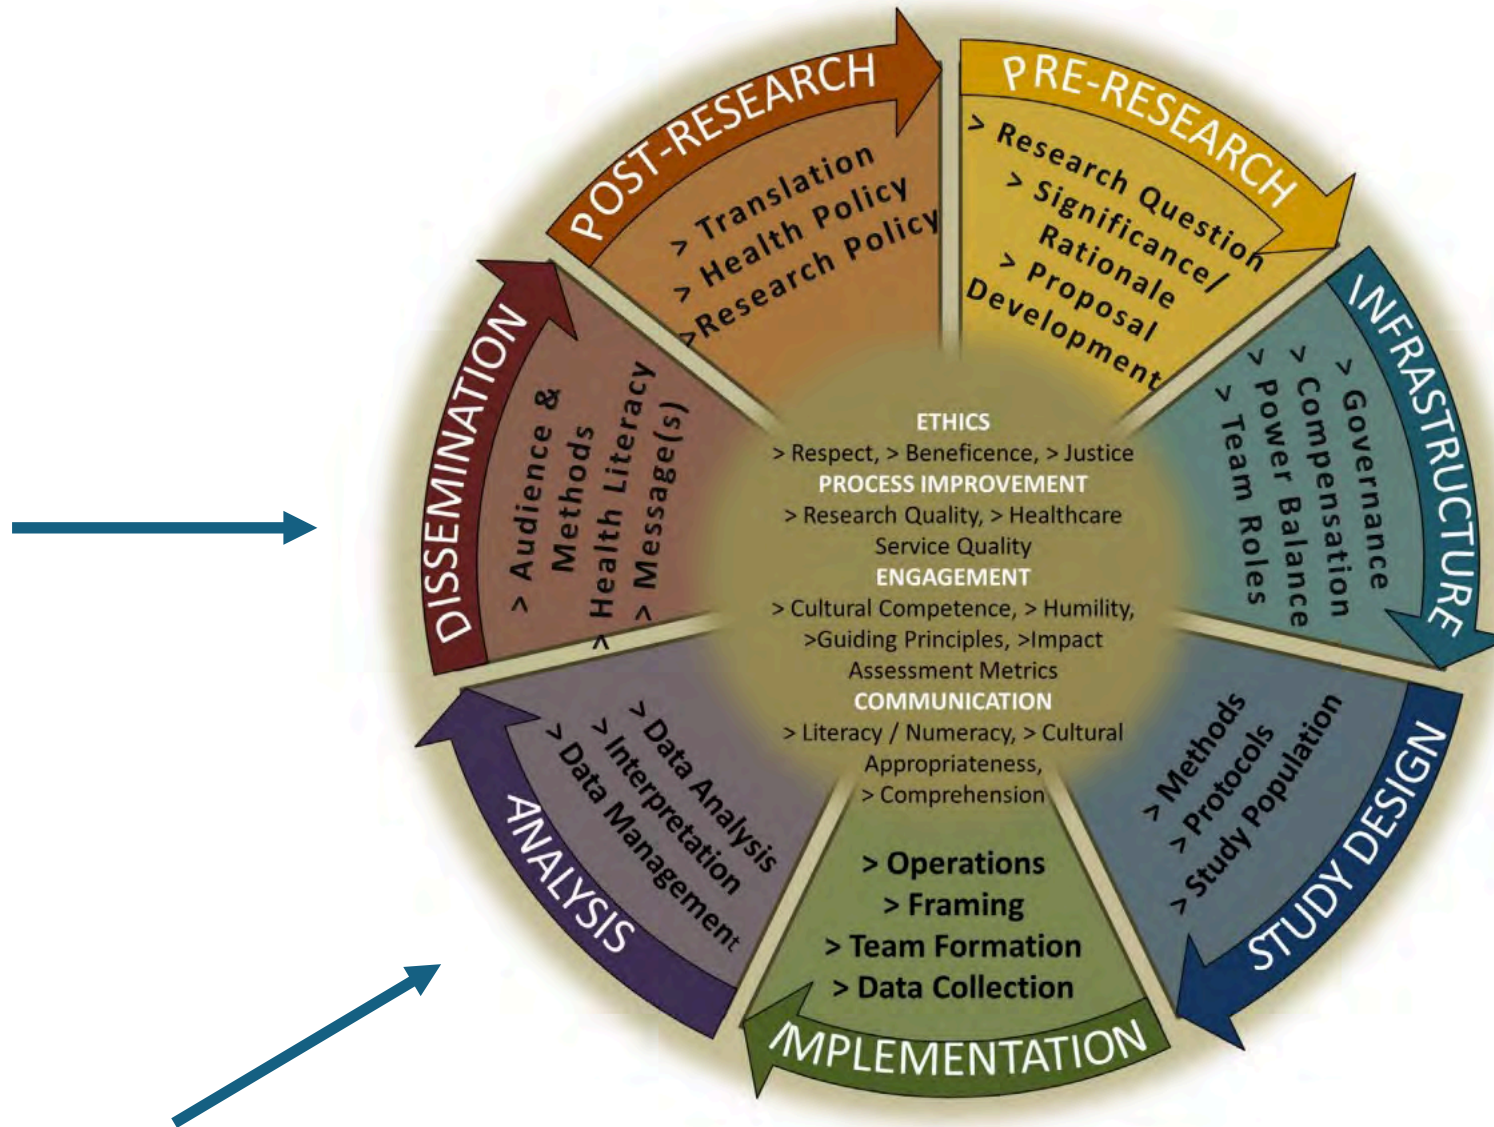 PRE-RESEARCH
> Research Question
> Significance/
Rationale
> Proposal
Development
INFRASTRUCTURE
> Governance
> Compensation
> Power Balance
> Team Roles
STUDY DESIGN
> Methods
> Protocols
> Study Population
IMPLEMENTATION
> Operations
> Framing
> Team Formation
> Data Collection
ANALYSIS
> Data Analysis
> Interpretation
> Data Management
DISSEMINATION
> Audience &
Methods
> Health Literacy
> Message(s)
POST-RESEARCH
> Translation
> Health Policy
>Research Policy
ETHICS
> Respect, > Beneficence, > Justice
PROCESS IMPROVEMENT
> Research Quality, > Healthcare
Service Quality
ENGAGEMENT
> Cultural Competence, > Humility,
>Guiding Principles, >Impact
Assessment Metrics
COMMUNICATION
> Literacy / Numeracy, > Cultural
Appropriateness,
> Comprehension